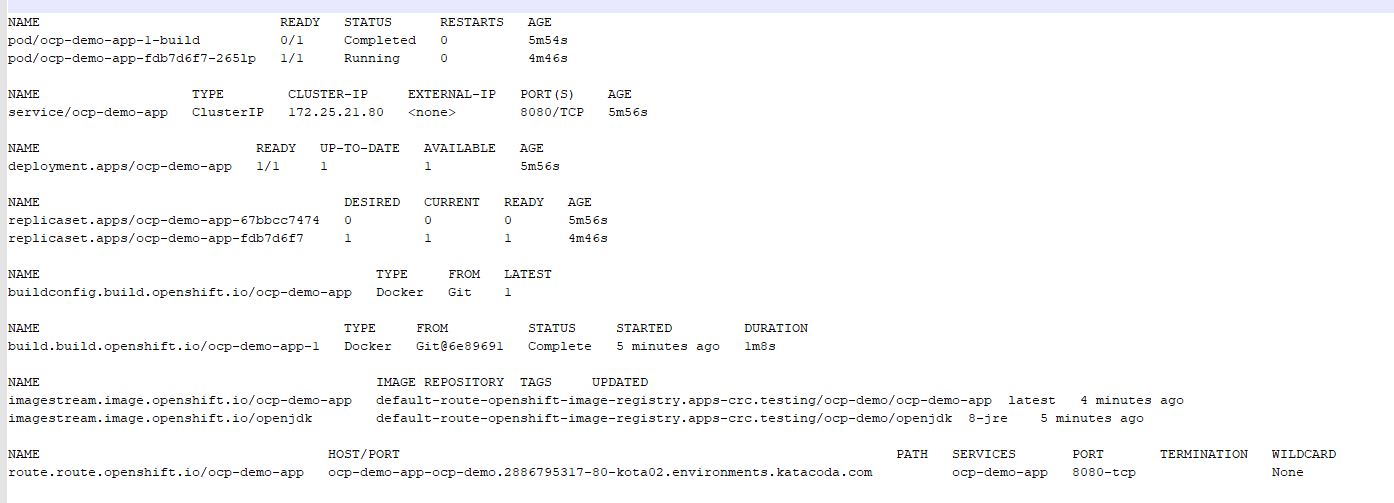 NAME READY STATUS RESTARTS AGE
pod/ocp-demo-app-1-build 0/1 Completed 0 5m54s
pod/ocp-demo-app-fdb7d6f7-265lp 1/1 Running 0 4m46s
NAME TYPE CLUSTER-IP EXTERNAL-IP PORT(S) AGE
service/ocp-demo-app ClusterIP 172.25.21.80 <none> 8080/TCP 5m56s
NAME READY UP-TO-DATE AVAILABLE AGE
deployment.apps/ocp-demo-app 1/1 1 1 5m56s
NAME DESIRED CURRENT READY AGE
replicaset.apps/ocp-demo-app-67bbcc7474 0 0 0 5m56s
replicaset.apps/ocp-demo-app-fdb7d6f7 1 1 1 4m46s
NAME TYPE FROM LATEST
buildconfig.build.openshift.io/ocp-demo-app Docker Git 1
NAME TYPE FROM STATUS STARTED DURATION
build.build.openshift.io/ocp-demo-app-1 Docker Git@6e89691 Complete 5 minutes ago 1m8s
NAME IMAGE REPOSITORY TAGS UPDATED
imagestream.image.openshift.io/ocp-demo-app default-route-openshift-image-registry.apps-crc.testing/ocp-demo/ocp-demo-app latest 4 minutes ago
imagestream.image.openshift.io/openjdk default-route-openshift-image-registry.apps-crc.testing/ocp-demo/openjdk 8-jre 5 minutes ago
NAME HOST/PORT PATH SERVICES PORT TERMINATION WILDCARD
route.route.openshift.io/ocp-demo-app ocp-demo-app-ocp-demo.2886795317-80-kota02.environments.katacoda.com ocp-demo-app 8080-tcp None